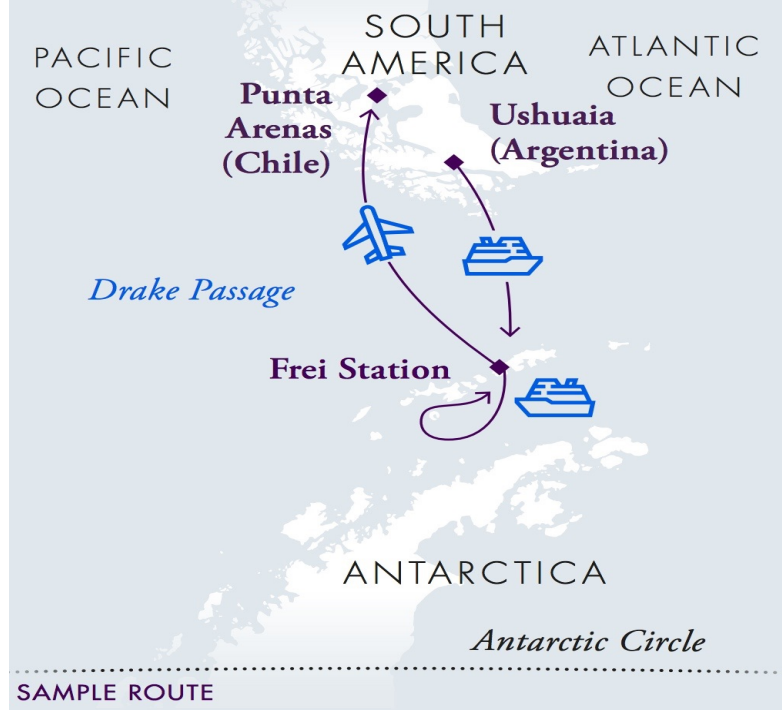 PACIFIC
OCEAN
SOUTH
AMERICA
ATLANTIC
OCEAN
Punta
Arenas
(Chile)
Ushuaia
(Argentina)
Drake Passage
Frei Station
ANTARCTICA
Antarctic Circle
SAMPLE ROUTE